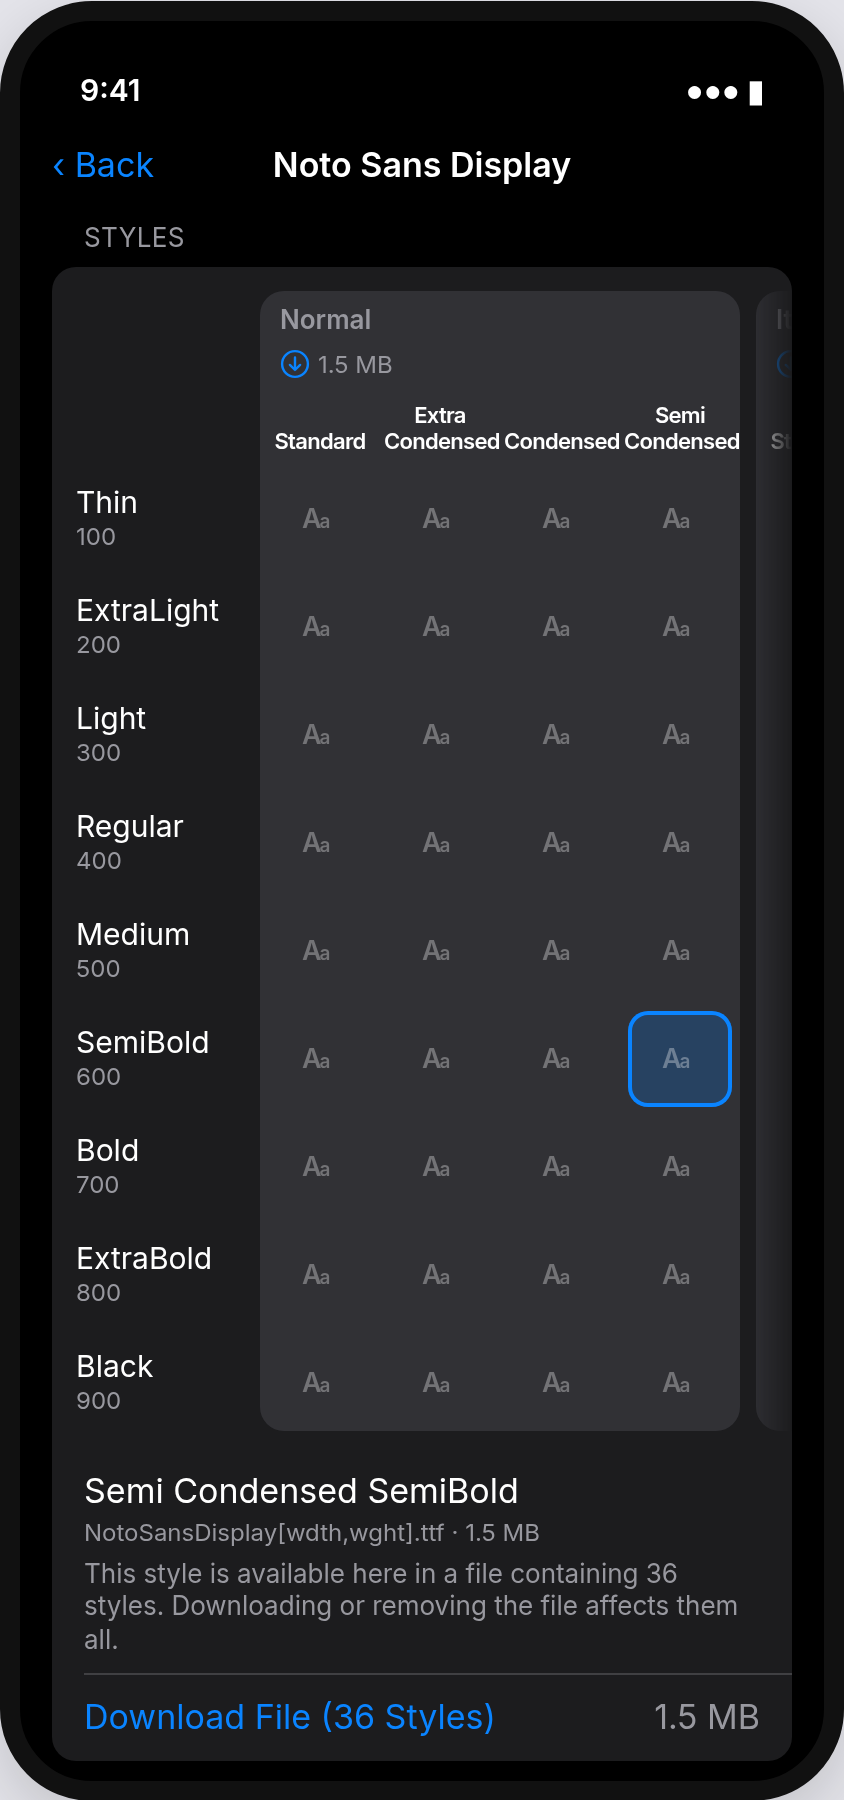 9:41
‹ Back
Noto Sans Display
STYLES
Normal
1.5 MB
Standard
Extra Condensed
Condensed
Semi Condensed
Thin
100
Aa Aa Aa Aa
ExtraLight
200
Aa Aa Aa Aa
Light
300
Aa Aa Aa Aa
Regular
400
Aa Aa Aa Aa
Medium
500
Aa Aa Aa Aa
SemiBold
600
Aa Aa Aa Aa
Bold
700
Aa Aa Aa Aa
ExtraBold
800
Aa Aa Aa Aa
Black
900
Aa Aa Aa Aa
Semi Condensed SemiBold
NotoSansDisplay[wdth,wght].ttf · 1.5 MB
This style is available here in a file containing 36
styles. Downloading or removing the file affects them
all.
Download File (36 Styles)
1.5 MB